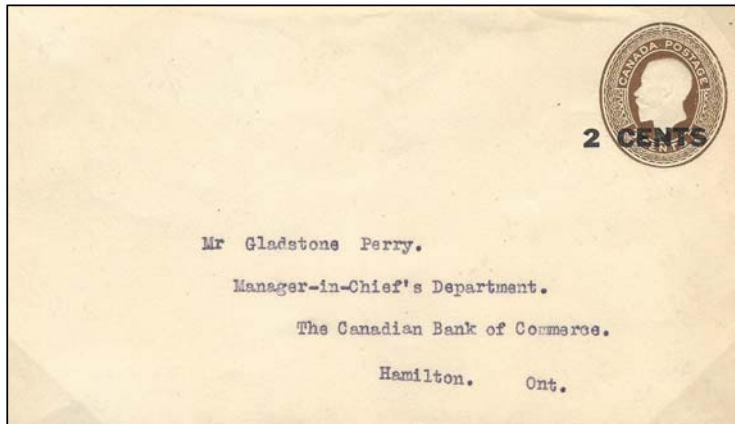 CANADA POSTAGE
2 CENTS
Mr Gladstone Perry.
Manager-in-Chief's Department.
The Canadian Bank of Commerce.
Hamilton. Ont.